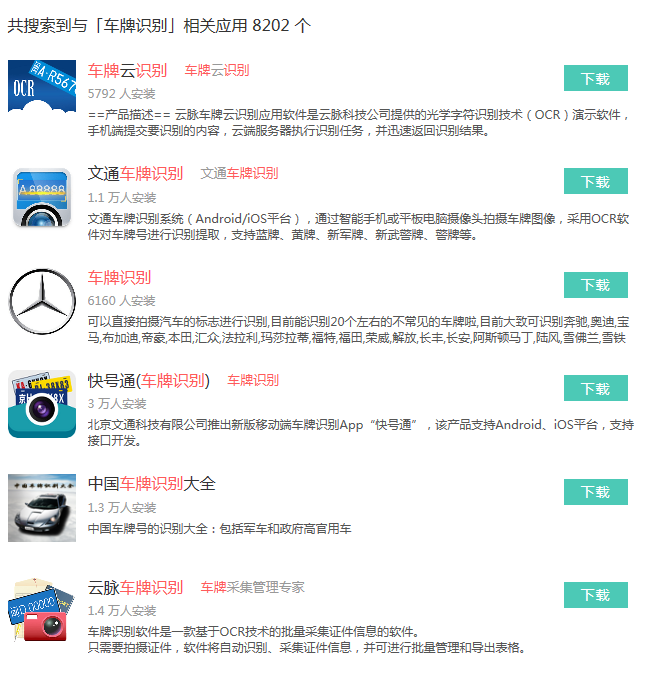 共搜索到与「车牌识别」相关应用 8202 个
车牌云识别 车牌云识别
下载
5792 人安装
==产品描述== 云脉车牌云识别应用软件是云脉科技公司提供的光学字符识别技术（OCR）演示软件，
手机端提交要识别的内容，云端服务器执行识别任务，并迅速返回识别结果。
OCR
文通车牌识别 文通车牌识别
下载
1.1 万人安装
文通车牌识别系统（Android/iOS平台），通过智能手机或平板电脑摄像头拍摄车牌图像，采用OCR软
件对车牌号进行识别提取，支持蓝牌、黄牌、新军牌、新武警牌、警牌等。
A 88888
车牌识别
下载
6160 人安装
可以直接拍摄汽车的标志进行识别,目前能识别20个左右的不常见的车牌啦,目前大致可识别奔驰,奥迪,宝
马,布加迪,帝豪,本田,汇众,法拉利,玛莎拉蒂,福特,福田,荣威,解放,长丰,长安,阿斯顿马丁,陆风,雪佛兰,雪铁
快号通(车牌识别) 车牌识别
下载
3 万人安装
北京文通科技有限公司推出新版移动端车牌识别App“快号通”，该产品支持Android、iOS平台，支持
接口开发。
中国车牌识别大全
下载
1.3 万人安装
中国车牌号的识别大全：包括军车和政府高官用车
中国车牌识别大全
云脉车牌识别 车牌采集管理专家
下载
1.4 万人安装
车牌识别软件是一款基于OCR技术的批量采集证件信息的软件。
只需要拍摄证件，软件将自动识别、采集证件信息，并可进行批量管理和导出表格。